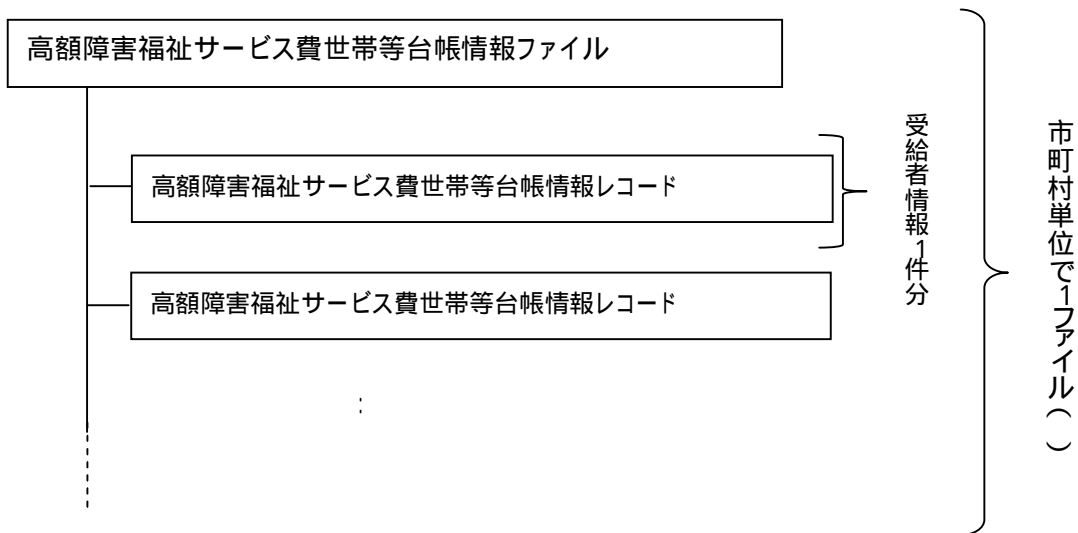 高額障害福祉サービス費世帯等台帳情報ファイル
高額障害福祉サービス費世帯等台帳情報レコード
高額障害福祉サービス費世帯等台帳情報レコード
:
受給者情報1件分
市町村単位で1ファイル( )